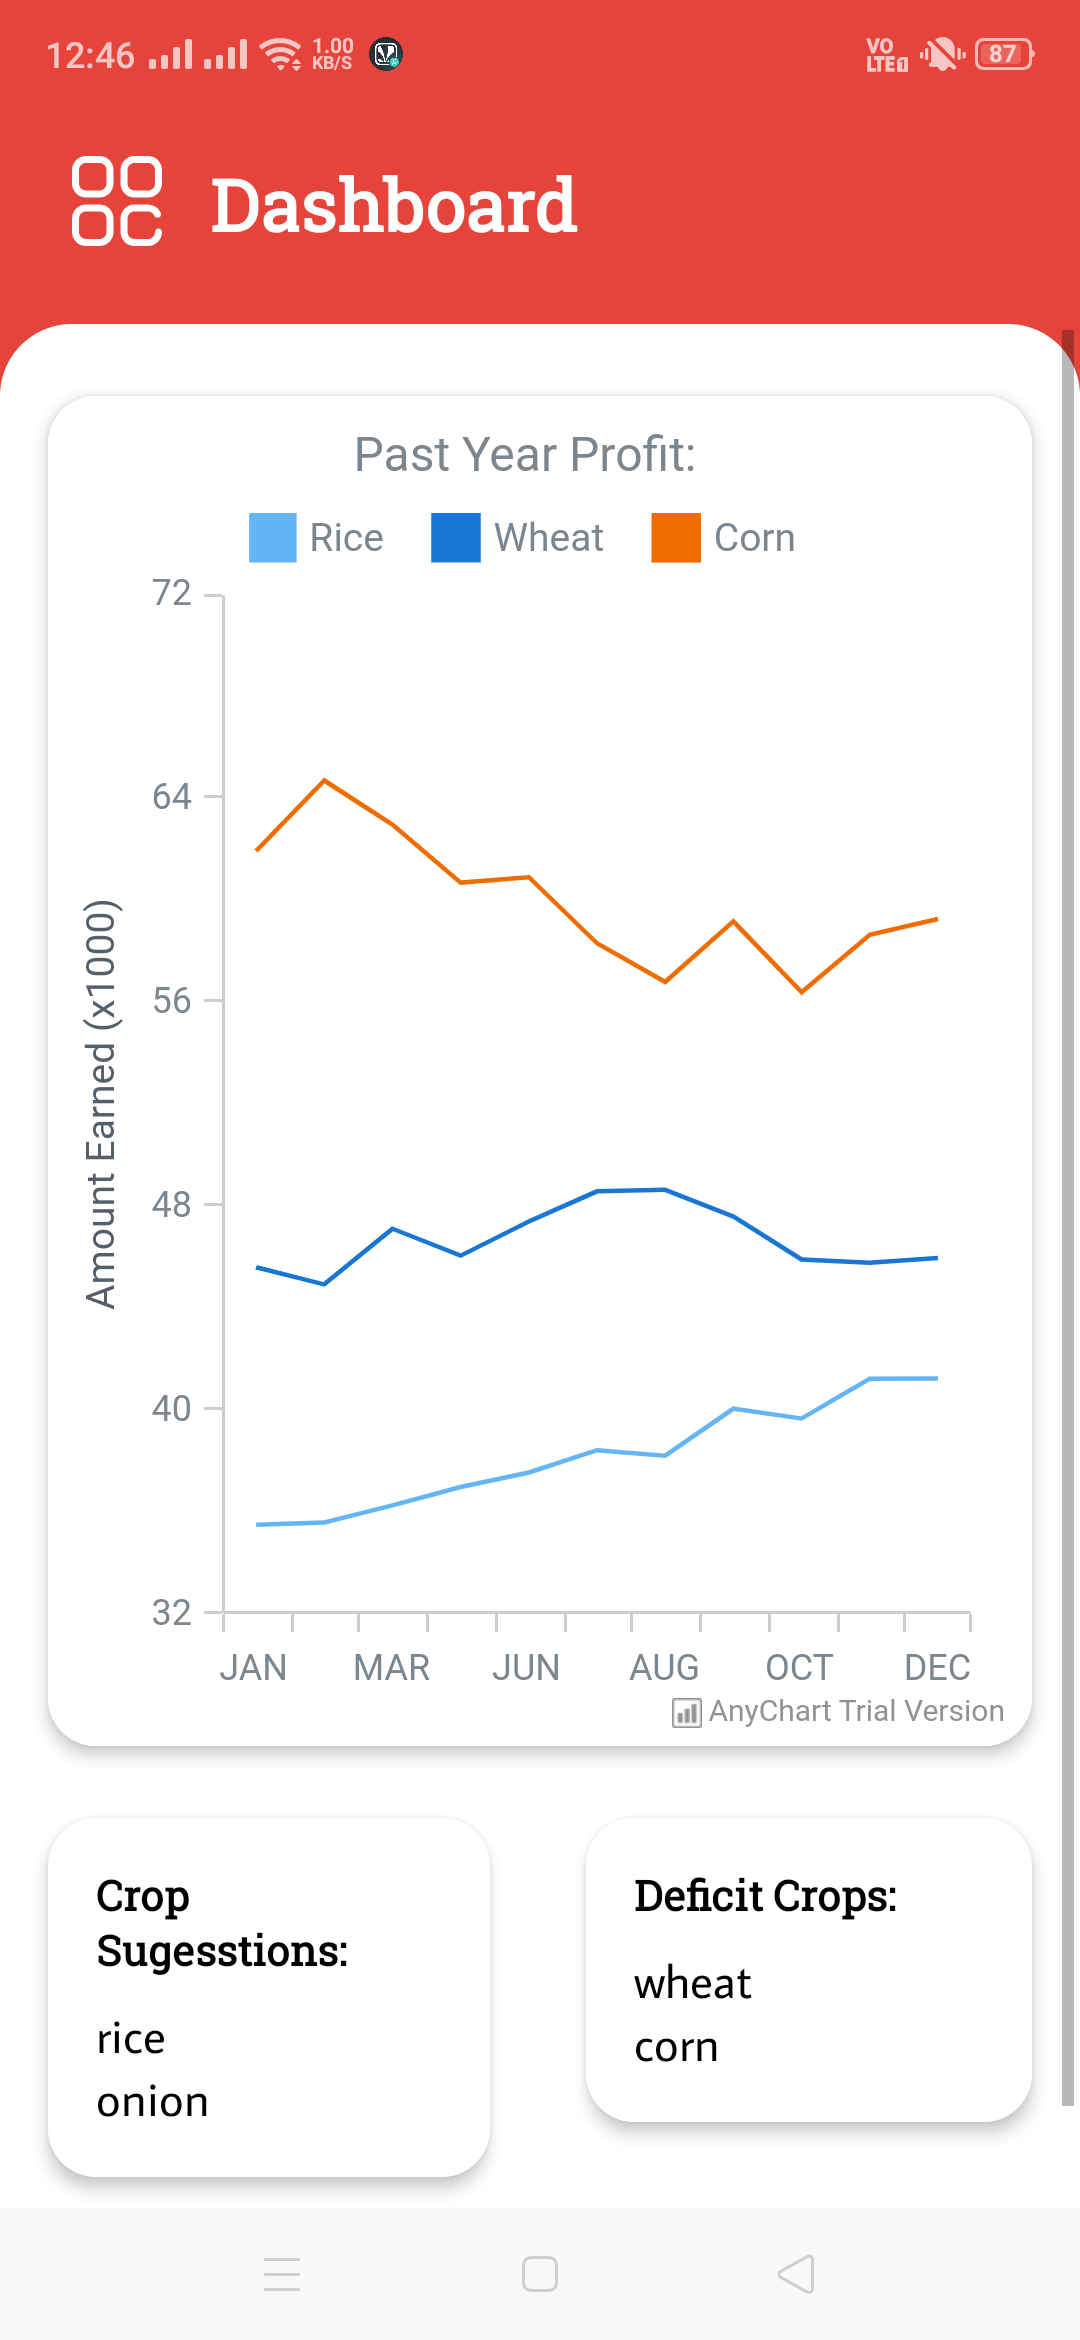 12:46 1.00 KB/S VO LTE1 87
Dashboard
Past Year Profit:
Rice Wheat Corn
72
64
56
48
40
32
Amount Earned (x1000)
JAN MAR JUN AUG OCT DEC
AnyChart Trial Version
Crop
Sugesstions:
rice
onion
Deficit Crops:
wheat
corn